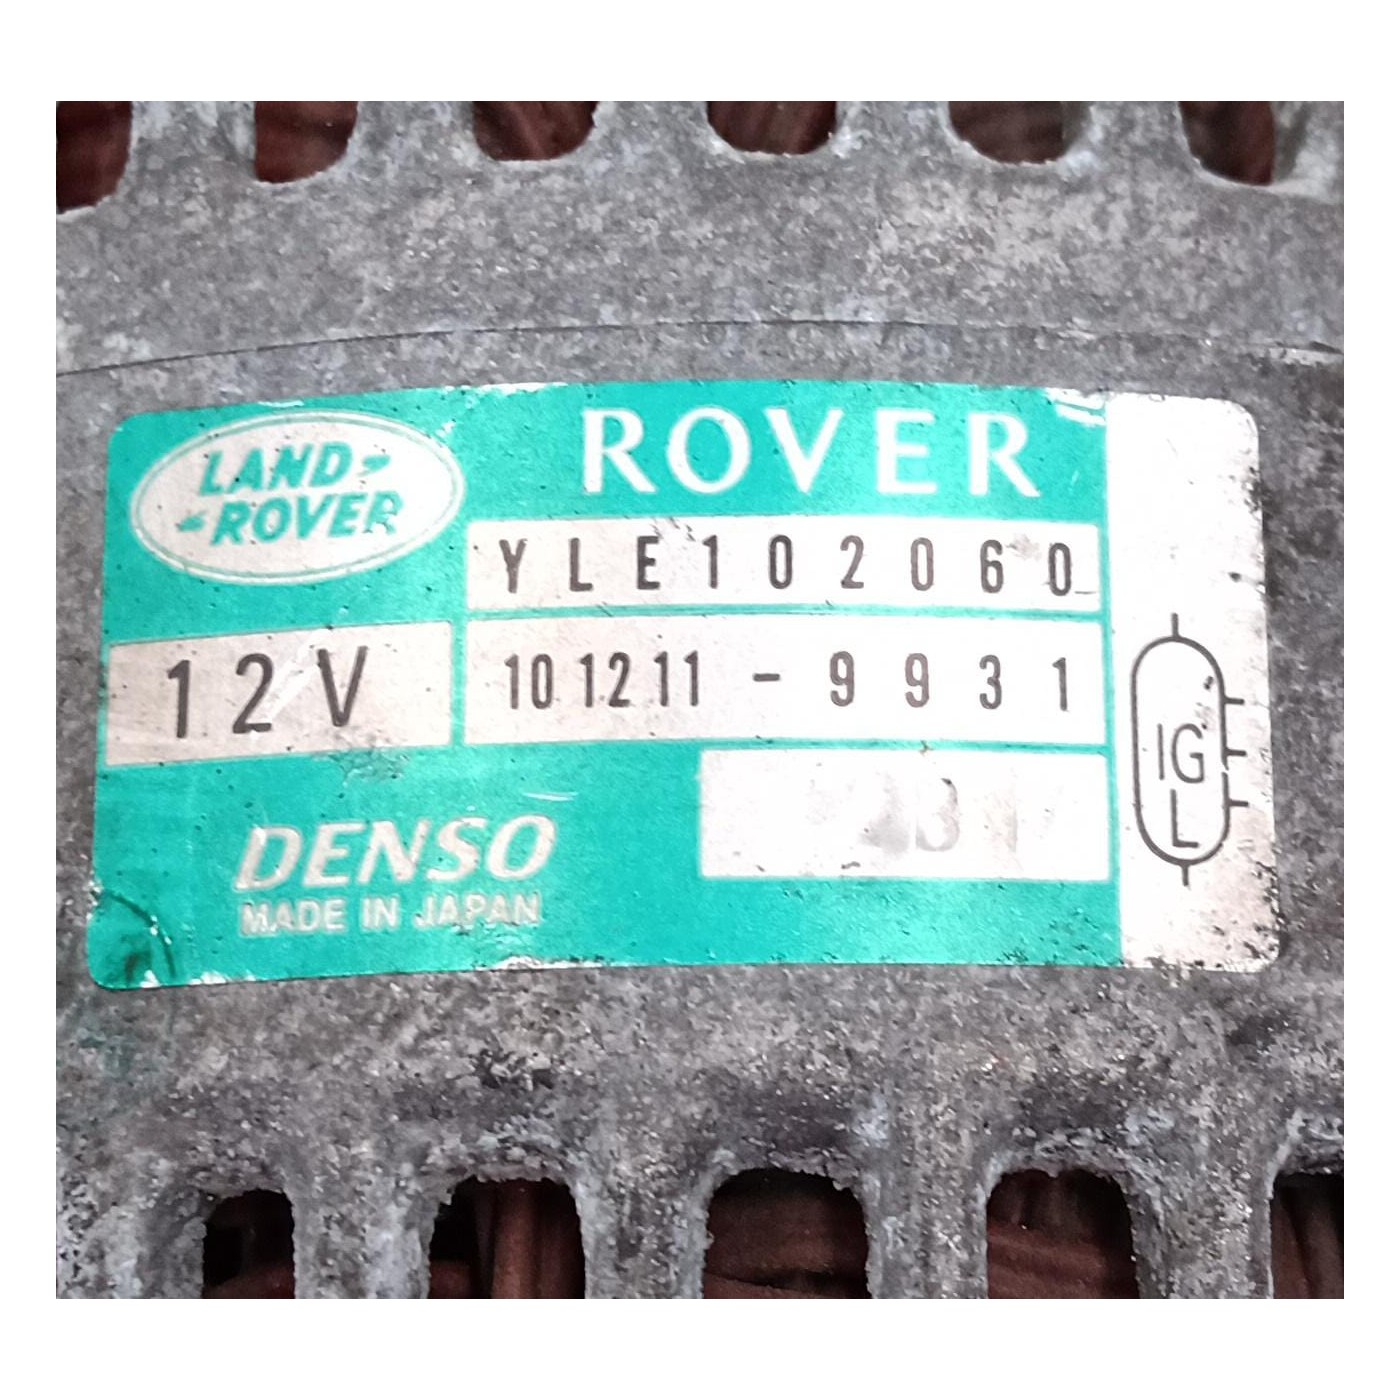 LAND-
-ROVER
ROVER
YLE102060
12V
101211-9931
DENSO
MADE IN JAPAN
IG
L